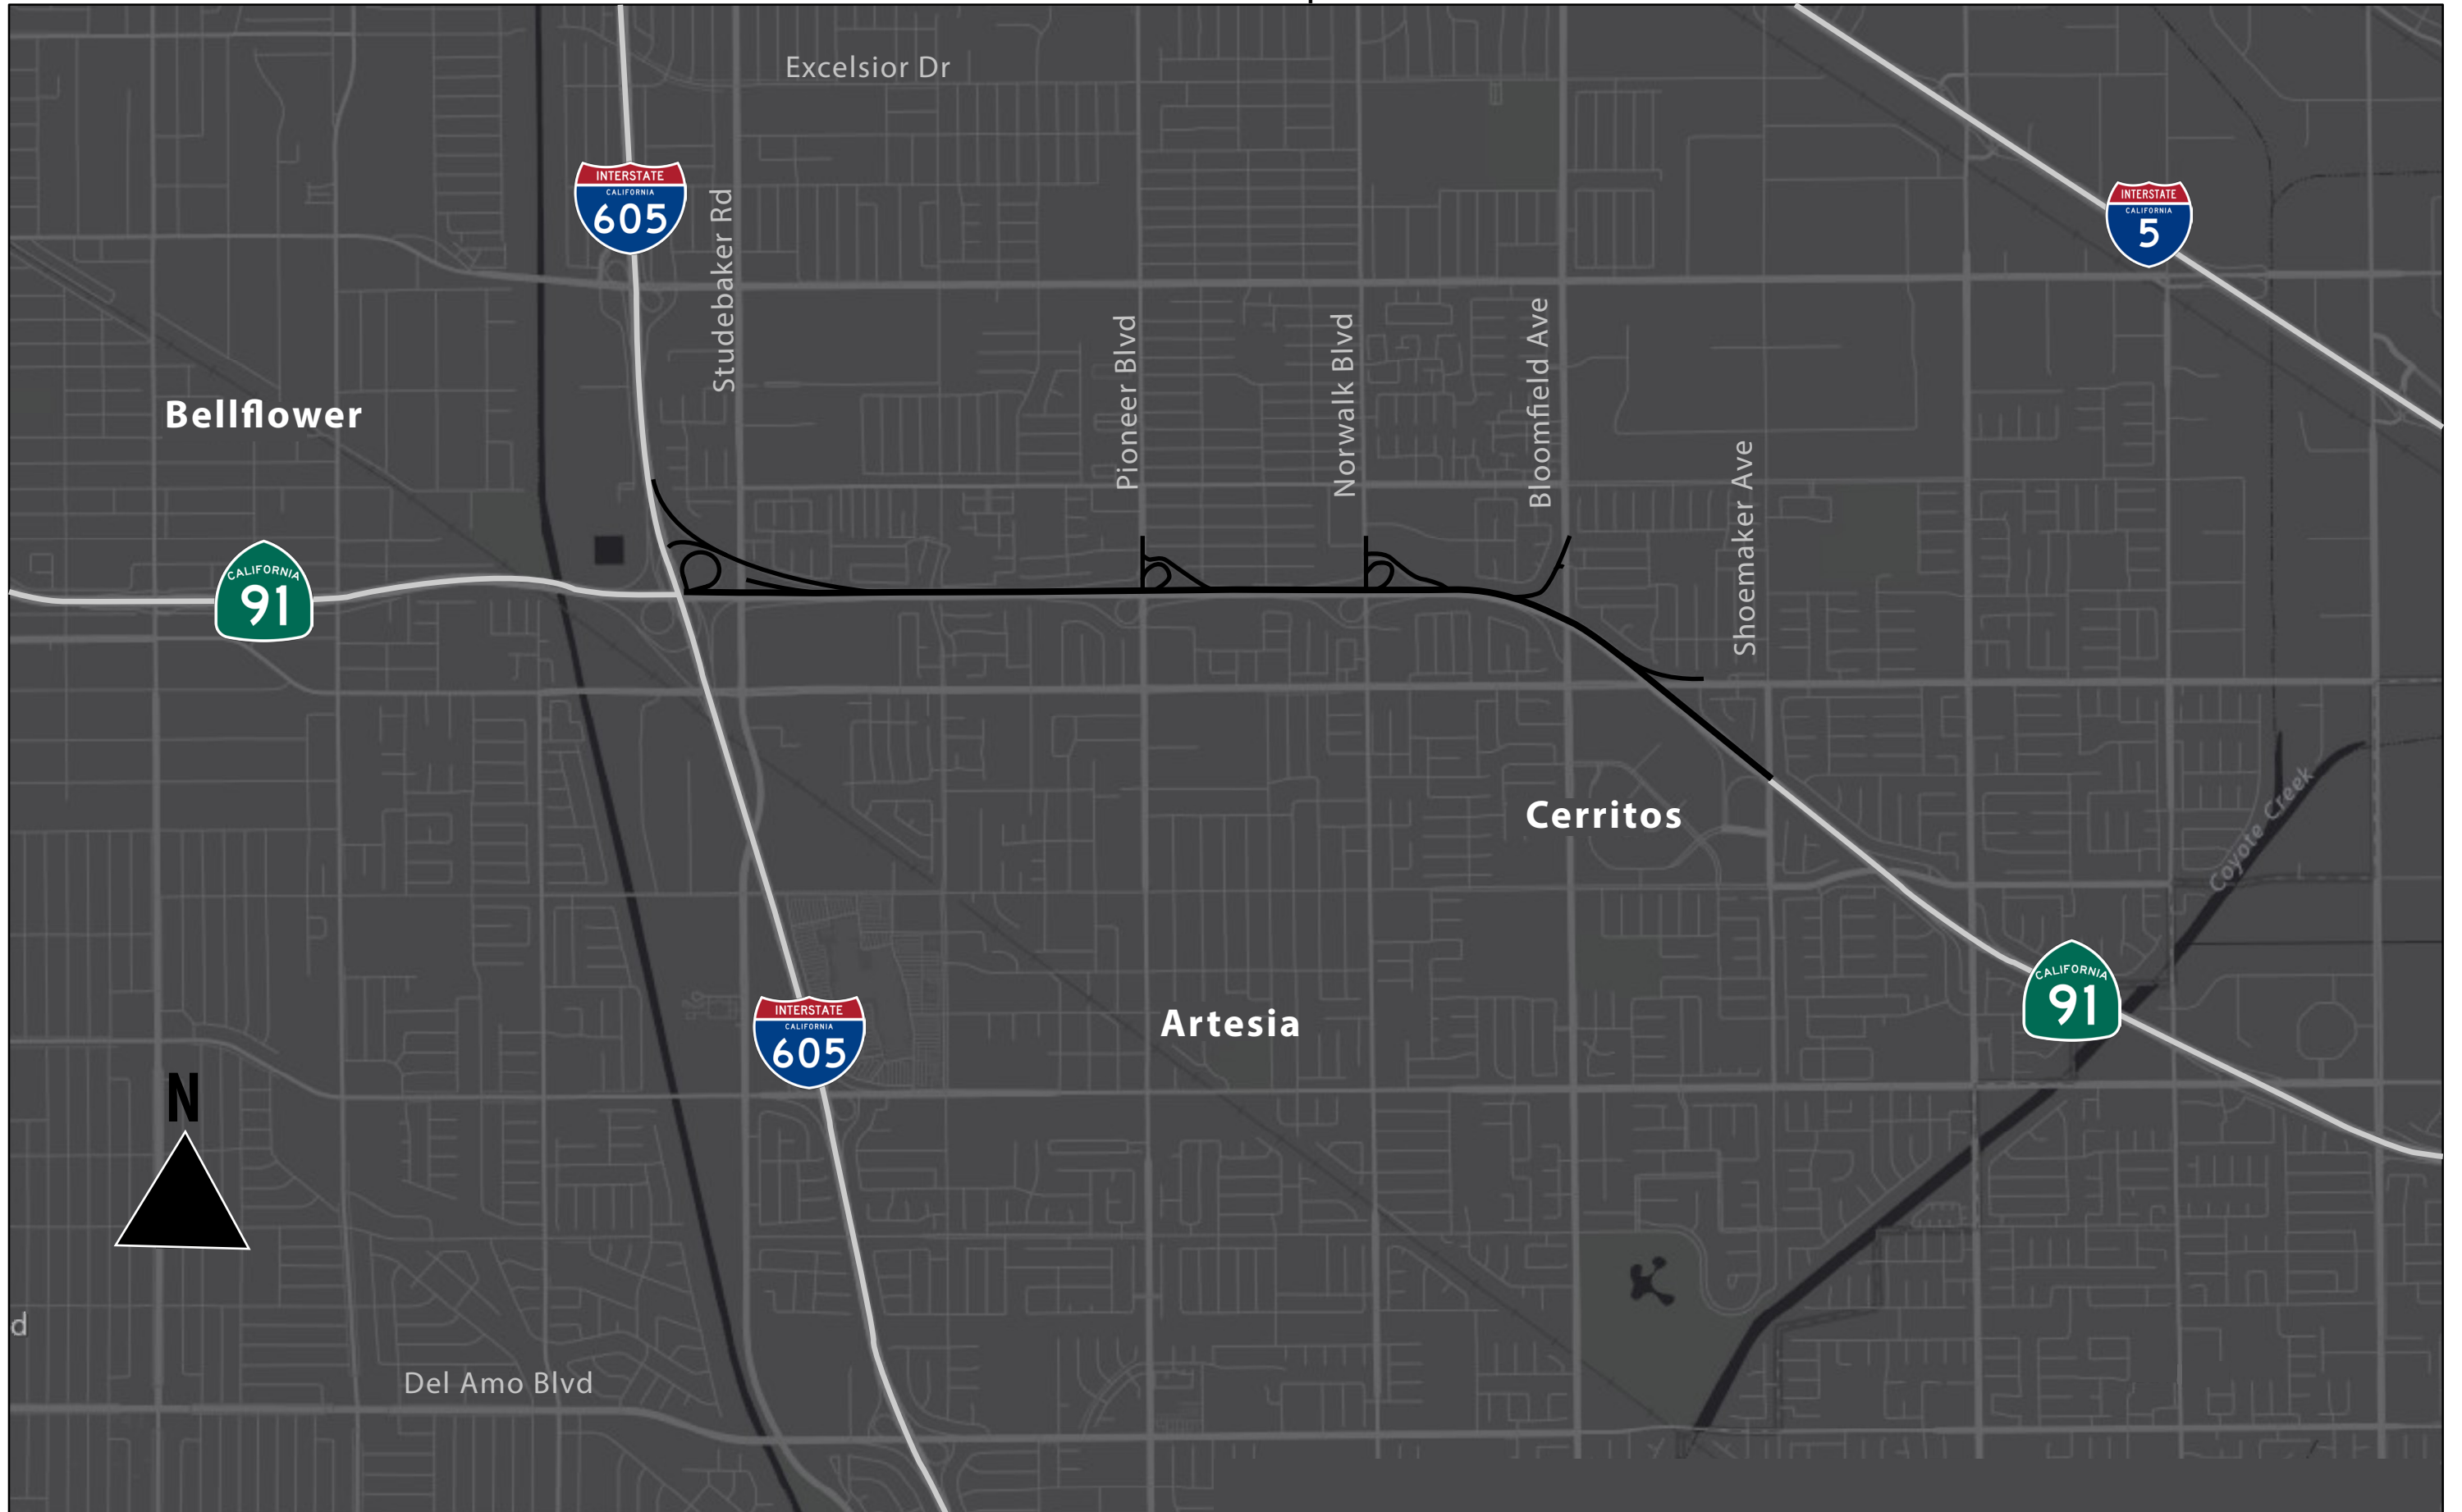 Excelsior Dr
INTERSTATE
CALIFORNIA
605
INTERSTATE
CALIFORNIA
5
Studebaker Rd
Pioneer Blvd
Norwalk Blvd
Bloomfield Ave
Bellflower
Shoemaker Ave
CALIFORNIA
91
Cerritos
Coyote Creek
CALIFORNIA
91
INTERSTATE
CALIFORNIA
605
Artesia
N
d
Del Amo Blvd